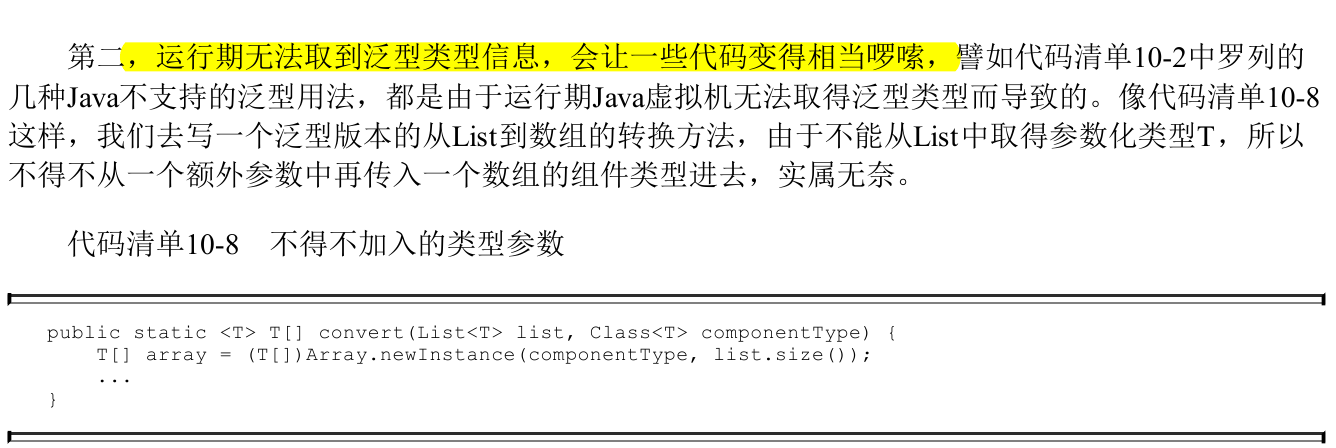 第二，运行期无法取到泛型类型信息，会让一些代码变得相当啰嗦，譬如代码清单10-2中罗列的
几种Java不支持的泛型用法，都是由于运行期Java虚拟机无法取得泛型类型而导致的。像代码清单10-8
这样，我们去写一个泛型版本的从List到数组的转换方法，由于不能从List中取得参数化类型T，所以
不得不从一个额外参数中再传入一个数组的组件类型进去，实属无奈。
代码清单10-8　不得不加入的类型参数
public static <T> T[] convert(List<T> list, Class<T> componentType) {
    T[] array = (T[])Array.newInstance(componentType, list.size());
    ...
}